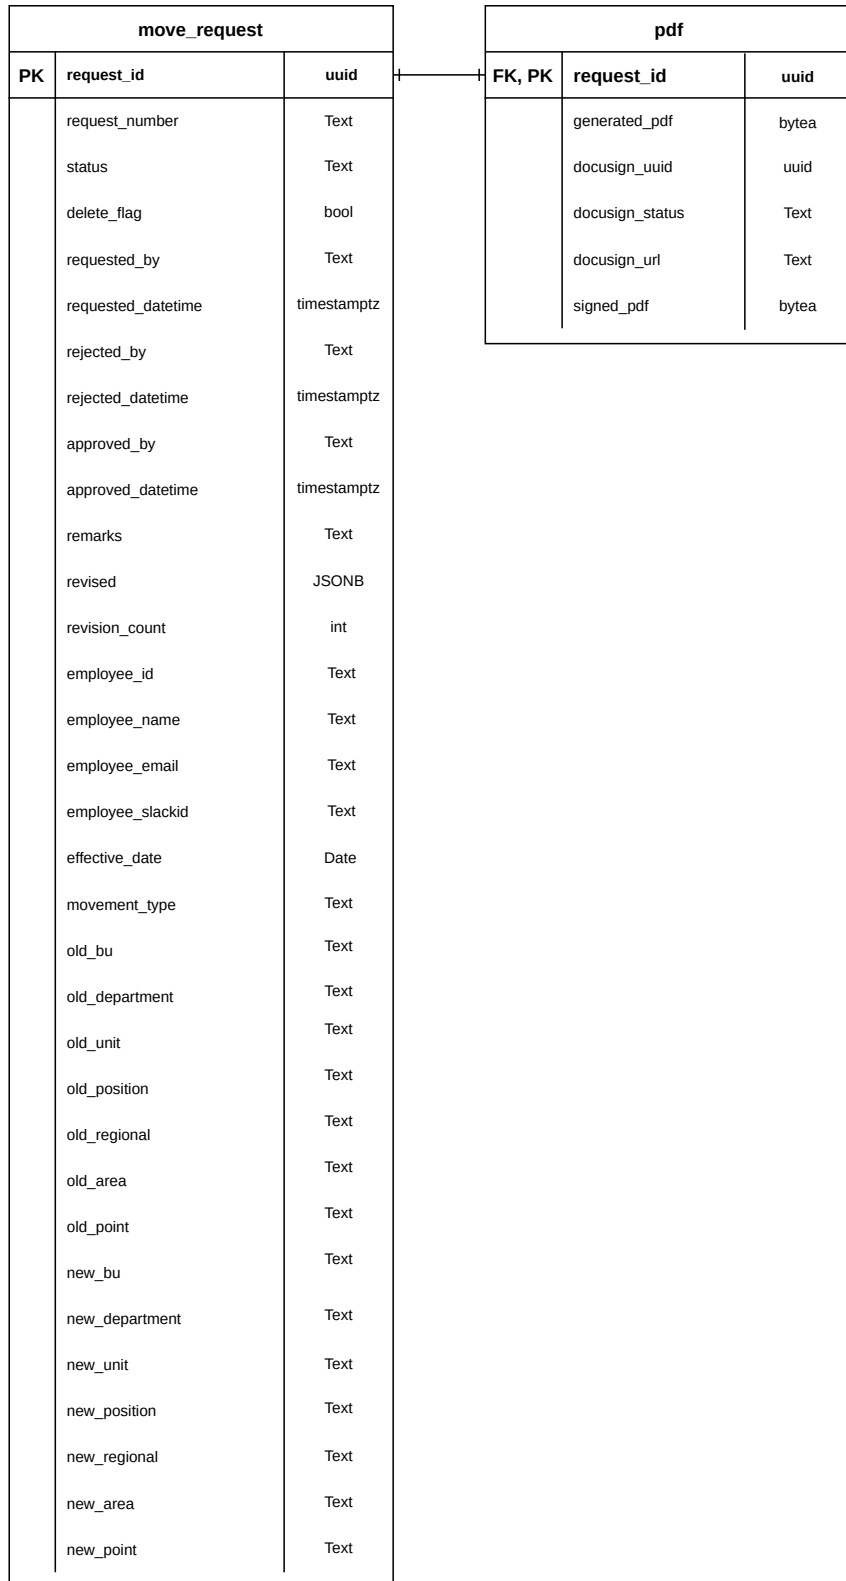 move_request
PK request_id uuid
request_number Text
status Text
delete_flag bool
requested_by Text
requested_datetime timestamptz
rejected_by Text
rejected_datetime timestamptz
approved_by Text
approved_datetime timestamptz
remarks Text
revised JSONB
revision_count int
employee_id Text
employee_name Text
employee_email Text
employee_slackid Text
effective_date Date
movement_type Text
old_bu Text
old_department Text
old_unit Text
old_position Text
old_regional Text
old_area Text
old_point Text
new_bu Text
new_department Text
new_unit Text
new_position Text
new_regional Text
new_area Text
new_point Text
pdf
FK, PK request_id uuid
generated_pdf bytea
docusign_uuid uuid
docusign_status Text
docusign_url Text
signed_pdf bytea